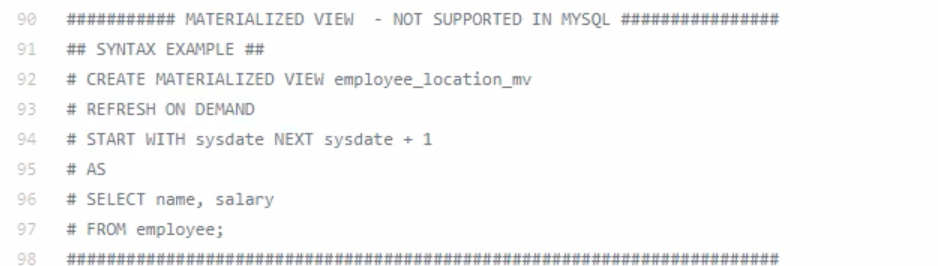 90 ########### MATERIALIZED VIEW  - NOT SUPPORTED IN MYSQL ################
91 ## SYNTAX EXAMPLE ##
92 # CREATE MATERIALIZED VIEW employee_location_mv
93 # REFRESH ON DEMAND
94 # START WITH sysdate NEXT sysdate + 1
95 # AS
96 # SELECT name, salary
97 # FROM employee;
98 ########################################################################